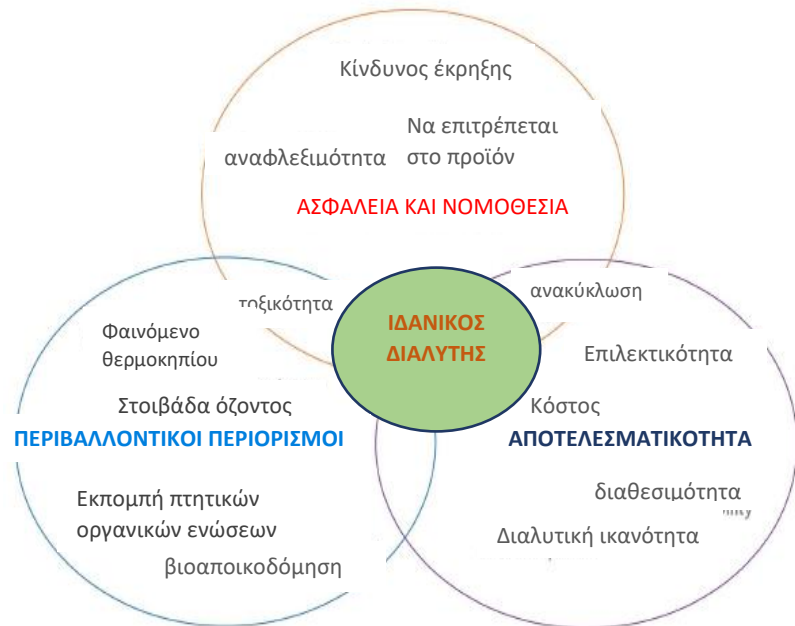 Κίνδυνος έκρηξης
Να επιτρέπεται
στο προϊόν
αναφλεξιμότητα
ΑΣΦΑΛΕΙΑ ΚΑΙ ΝΟΜΟΘΕΣΙΑ
τοξικότητα
ανακύκλωση
ΙΔΑΝΙΚΟΣ
ΔΙΑΛΥΤΗΣ
Φαινόμενο
θερμοκηπίου
Στοιβάδα όζοντος
ΠΕΡΙΒΑΛΛΟΝΤΙΚΟΙ ΠΕΡΙΟΡΙΣΜΟΙ
Εκπομπή πτητικών
οργανικών ενώσεων
βιοαποικοδόμηση
Επιλεκτικότητα
Κόστος
ΑΠΟΤΕΛΕΣΜΑΤΙΚΟΤΗΤΑ
διαθεσιμότητα
Διαλυτική ικανότητα